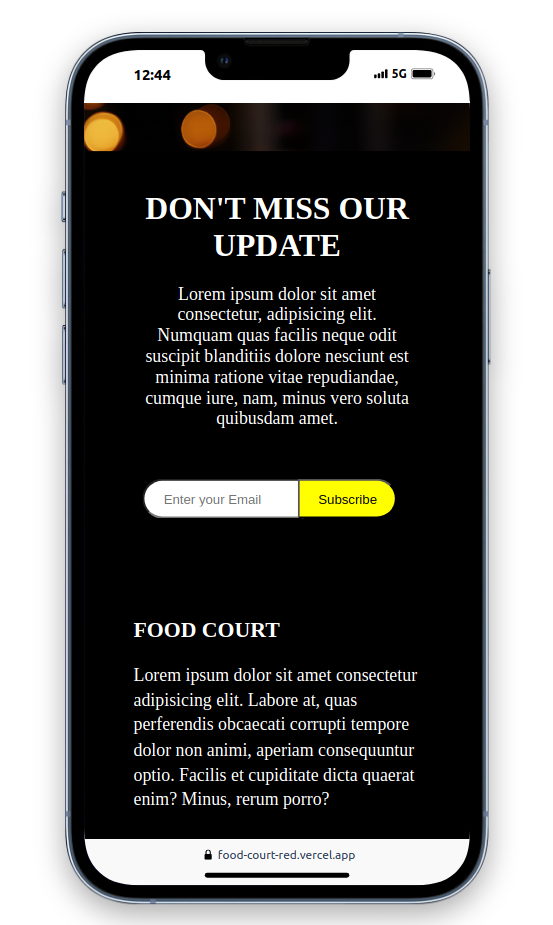 12:44
5G
DON'T MISS OUR
UPDATE
Lorem ipsum dolor sit amet
consectetur, adipisicing elit.
Numquam quas facilis neque odit
suscipit blanditiis dolore nesciunt est
minima ratione vitae repudiandae,
cumque iure, nam, minus vero soluta
quibusdam amet.
Enter your Email
Subscribe
FOOD COURT
Lorem ipsum dolor sit amet consectetur
adipisicing elit. Labore at, quas
perferendis obcaecati corrupti tempore
dolor non animi, aperiam consequuntur
optio. Facilis et cupiditate dicta quaerat
enim? Minus, rerum porro?
food-court-red.vercel.app